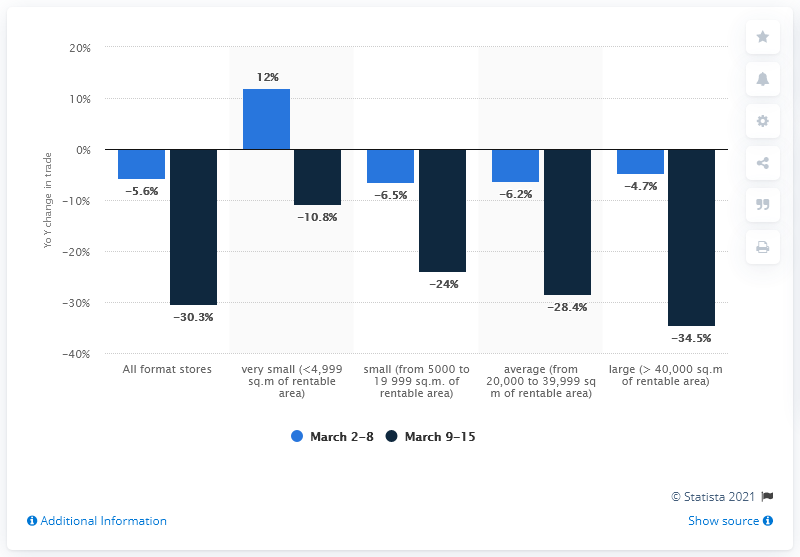 20%
10%
0%
-10%
-20%
-30%
-40%
Yo Y change in trade
-5.6%
-30.3%
12%
-10.8%
-6.5%
-24%
-6.2%
-28.4%
-4.7%
-34.5%
All format stores
very small (<4,999
sq.m of rentable
area)
small (from 5000 to
19 999 sq.m. of
rentable area)
average (from
20,000 to 39,999 sq
m of rentable area)
large (> 40,000 sq.m
of rentable area)
March 2-8
March 9-15
© Statista 2021
Additional Information
Show source